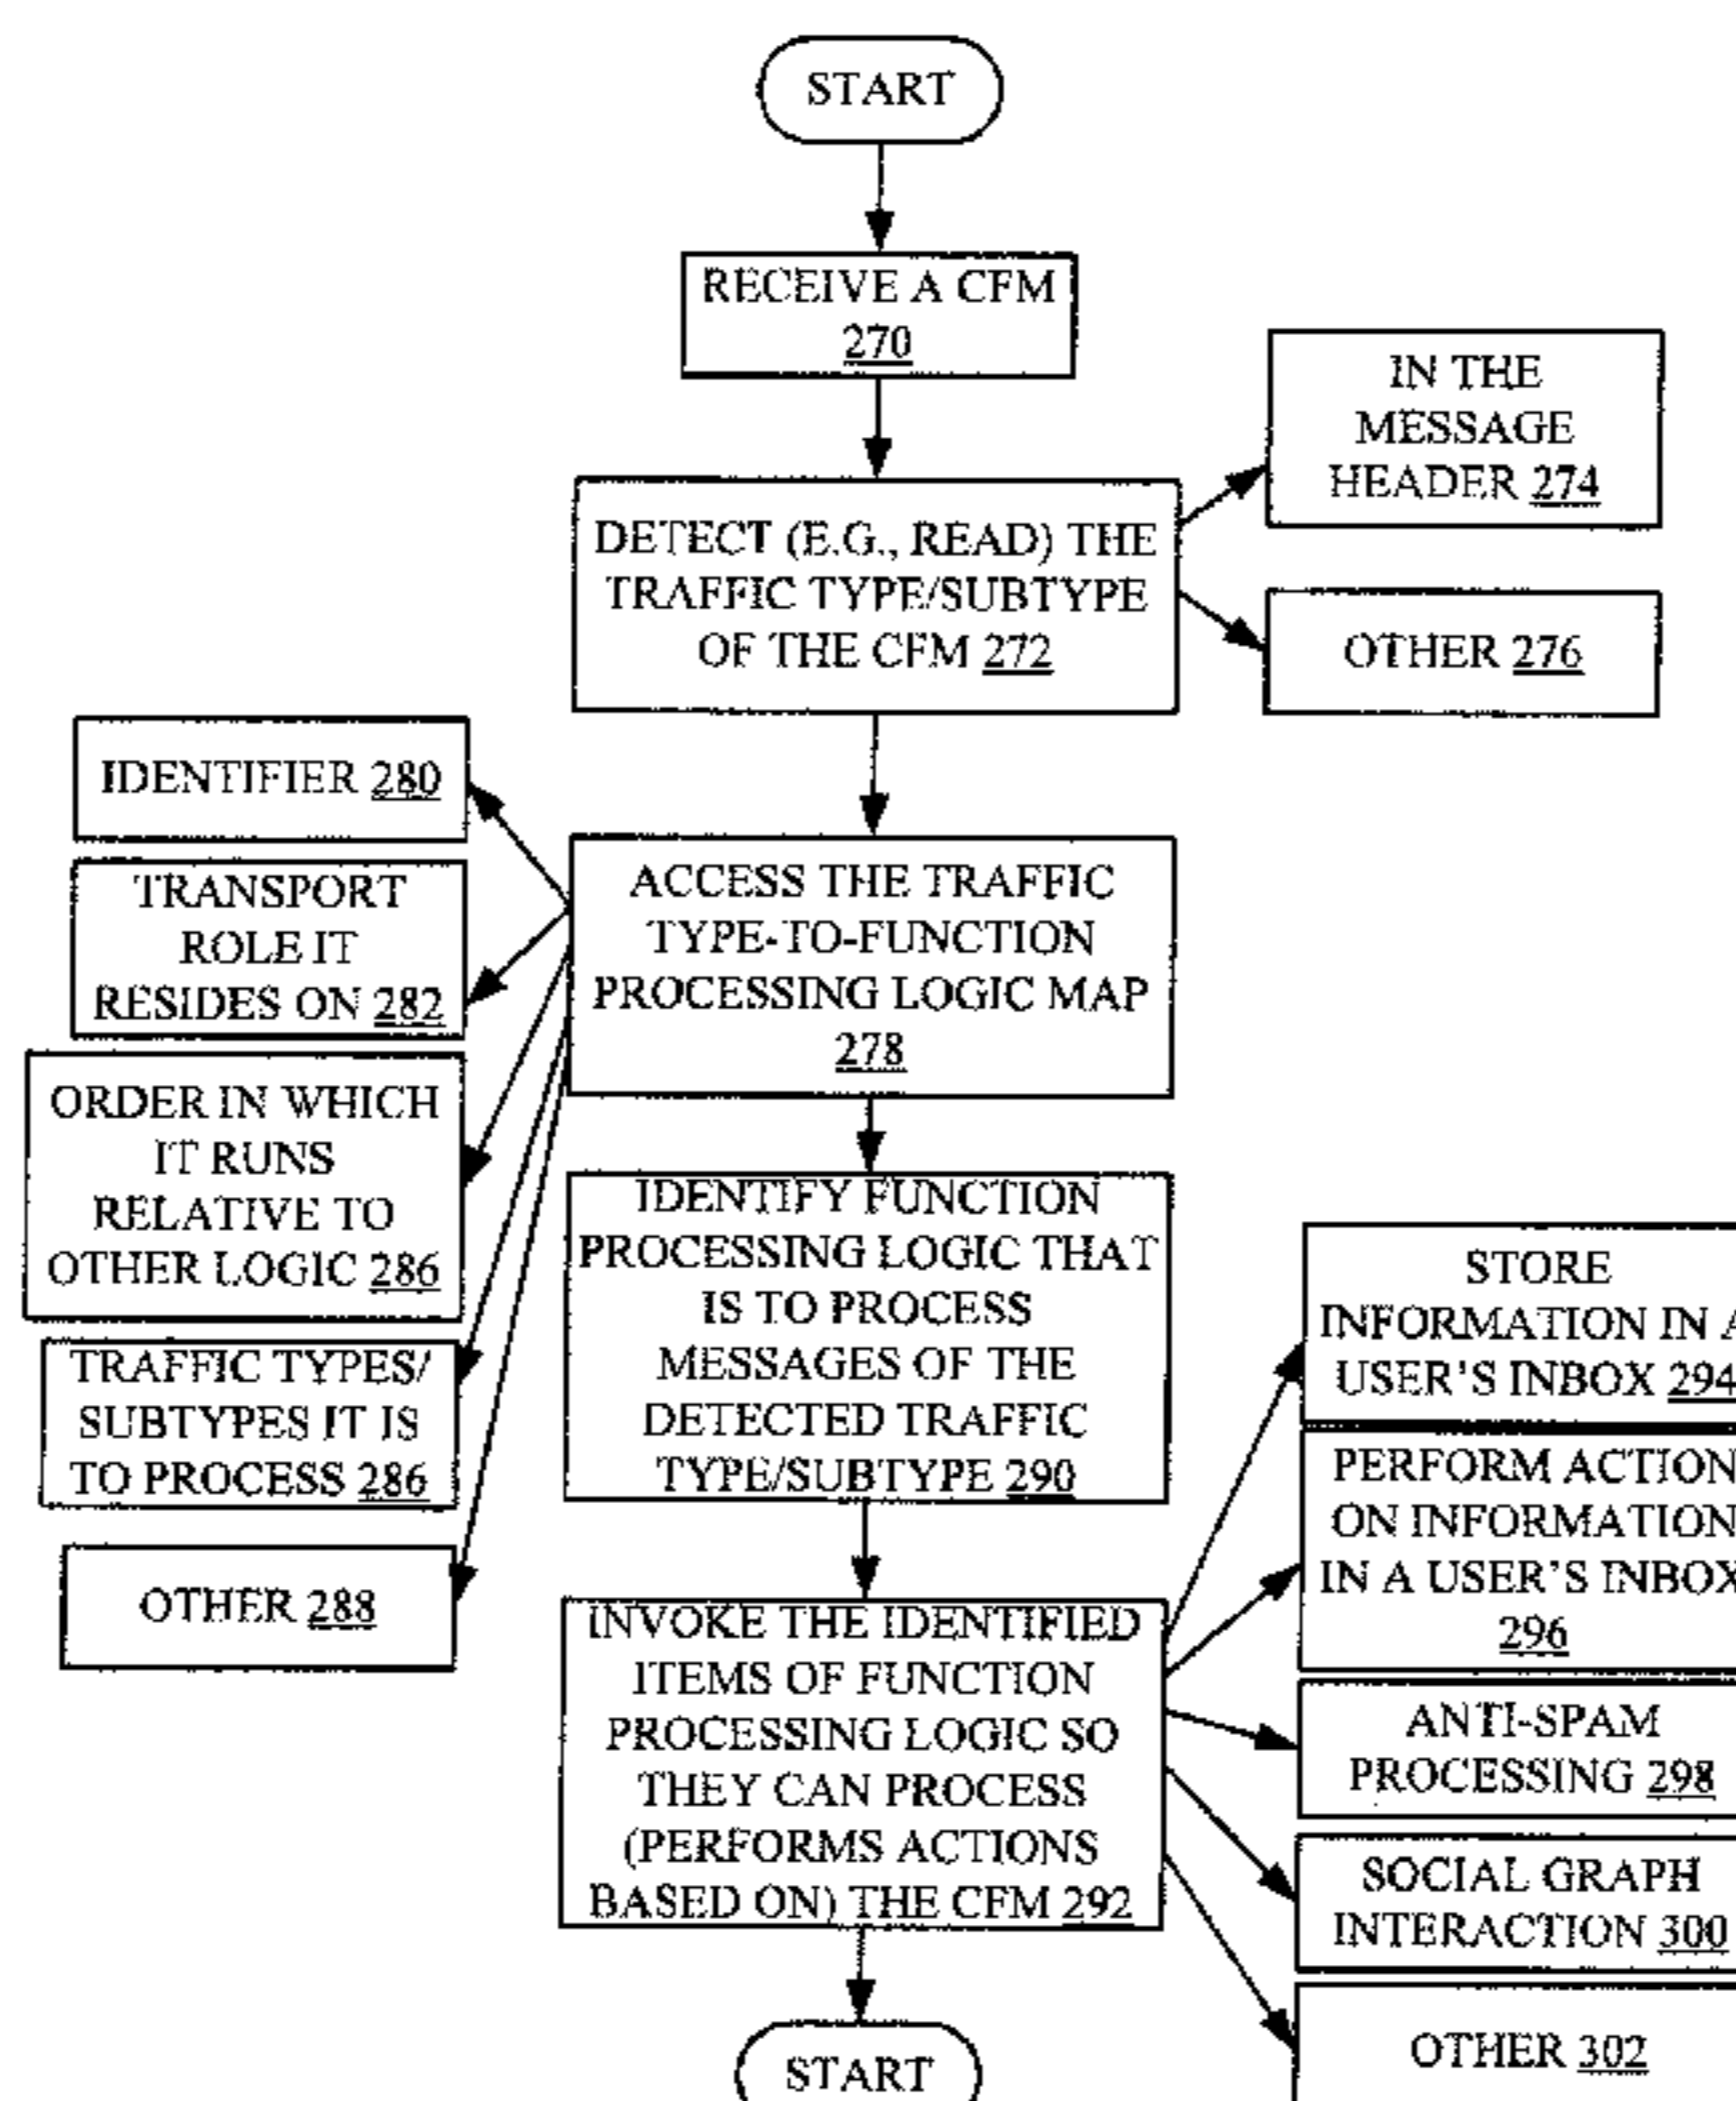 START
RECEIVE A CFM
270
IN THE
MESSAGE
HEADER 274
DETECT (E.G., READ) THE
TRAFFIC TYPE/SUBTYPE
OF THE CFM 272
OTHER 276
IDENTIFIER 280
TRANSPORT
ROLE IT
RESIDES ON 282
ACCESS THE TRAFFIC
TYPE-TO-FUNCTION
PROCESSING LOGIC MAP
278
ORDER IN WHICH
IT RUNS
RELATIVE TO
OTHER LOGIC 286
TRAFFIC TYPES/
SUBTYPES IT IS
TO PROCESS 286
OTHER 288
IDENTIFY FUNCTION
PROCESSING LOGIC THAT
IS TO PROCESS
MESSAGES OF THE
DETECTED TRAFFIC
TYPE/SUBTYPE 290
STORE
INFORMATION IN A
USER'S INBOX 294
PERFORM ACTION
ON INFORMATION
IN A USER'S INBOX
296
INVOKE THE IDENTIFIED
ITEMS OF FUNCTION
PROCESSING LOGIC SO
THEY CAN PROCESS
(PERFORMS ACTIONS
BASED ON) THE CFM 292
ANTI-SPAM
PROCESSING 298
SOCIAL GRAPH
INTERACTION 300
OTHER 302
START